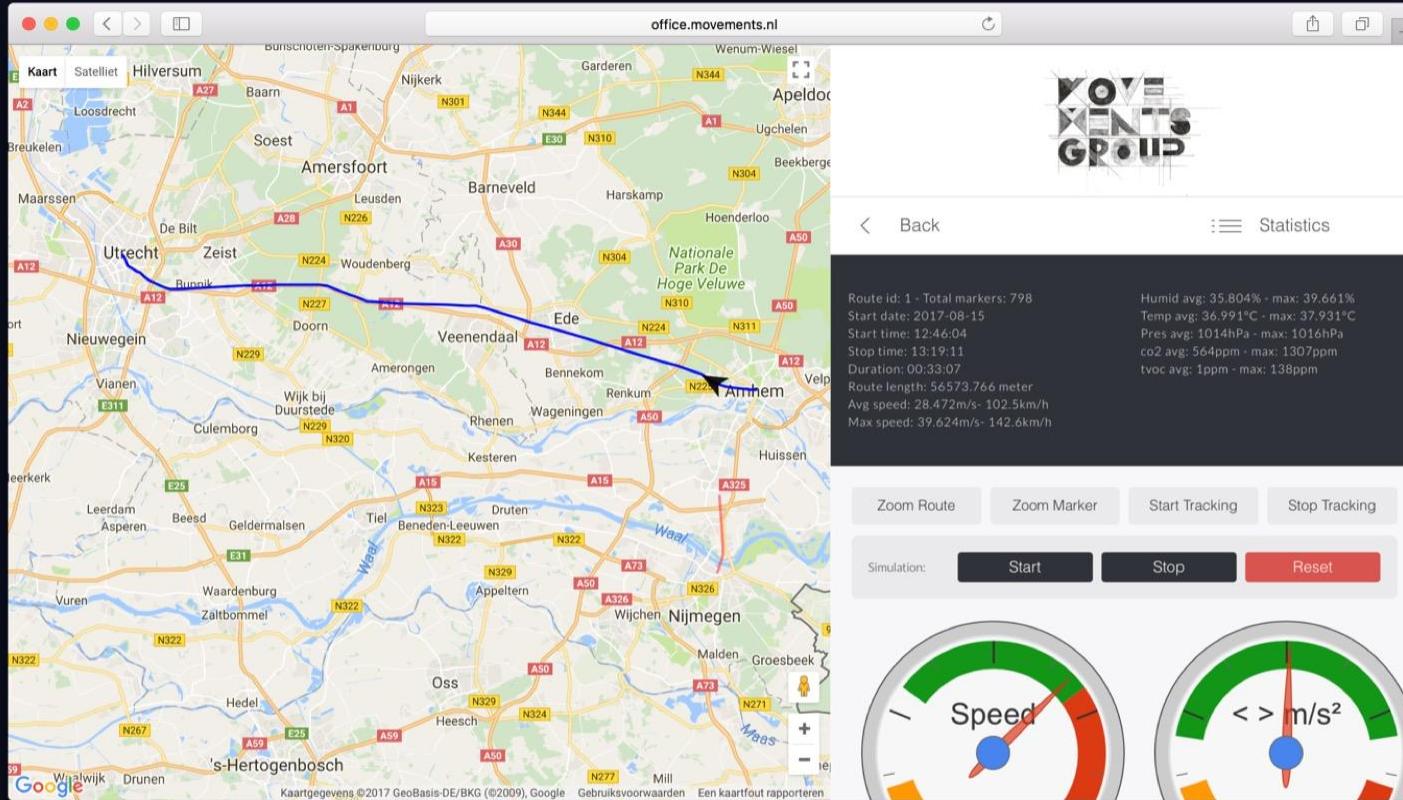 office.movements.nl
Kaart
Satelliet
Bunschoten-Spakenburg
Wenum-Wiesel
Hilversum
Garderen
N344
Nijkerk
A27
Baarn
A1
N301
A2
Loosdrecht
N344
A1
Ugchelen
Soest
E30
N310
Breukelen
Amersfoort
Beekberge
N304
Barneveld
Maarssen
Leusden
Harskamp
A28
N226
Hoenderloo
De Bilt
A50
A30
Utrecht
Zeist
N224
Woudenberg
N304
Nationale
Park De
Hoge Veluwe
A12
Bunnik
A12
A12
N227
A12
N310
A50
Doorn
Ede
N224
N311
Nieuwegein
Veenendaal
A12
A12
N229
A12
Amerongen
Bennekom
Velp
Vianen
Wijk bij
Duurstede
Renkum
N225
Arnhem
E311
Wageningen
A50
Rhenen
Culemborg
N229
N320
Huissen
Kesteren
eerkerk
A15
A15
A325
E25
Leerdam
N323
Druten
Asperen
Beesd
Geldermalsen
Tiel
Beneden-Leeuwen
Waal
N322
N322
E31
Waal
A73
N329
A50
N326
Waardenburg
Appeltern
Vuren
N322
A326
Zaltbommel
Wijchen
Nijmegen
N322
N322
Malden
Groesbeek
A50
Oss
A73
Hedel
N329
N271
N324
N267
E25
Heesch
Maas
A59
A59
A50
's-Hertogenbosch
N277
Mill
Waalwijk
Drunen
Google
Kaartgegevens ©2017 GeoBasis-DE/BKG (©2009), Google
Gebruiksvoorwaarden
Een kaartfout rapporteren
MOVE
MENTS
GROUP
Back
Statistics
Route id: 1 - Total markers: 798
Start date: 2017-08-15
Start time: 12:46:04
Stop time: 13:19:11
Duration: 00:33:07
Route length: 56573.766 meter
Avg speed: 28.472m/s- 102.5km/h
Max speed: 39.624m/s- 142.6km/h
Humid avg: 35.804% - max: 39.661%
Temp avg: 36.991°C - max: 37.931°C
Pres avg: 1014hPa - max: 1016hPa
co2 avg: 564ppm - max: 1307ppm
tvoc avg: 1ppm - max: 138ppm
Zoom Route
Zoom Marker
Start Tracking
Stop Tracking
Simulation:
Start
Stop
Reset
Speed
< > m/s²